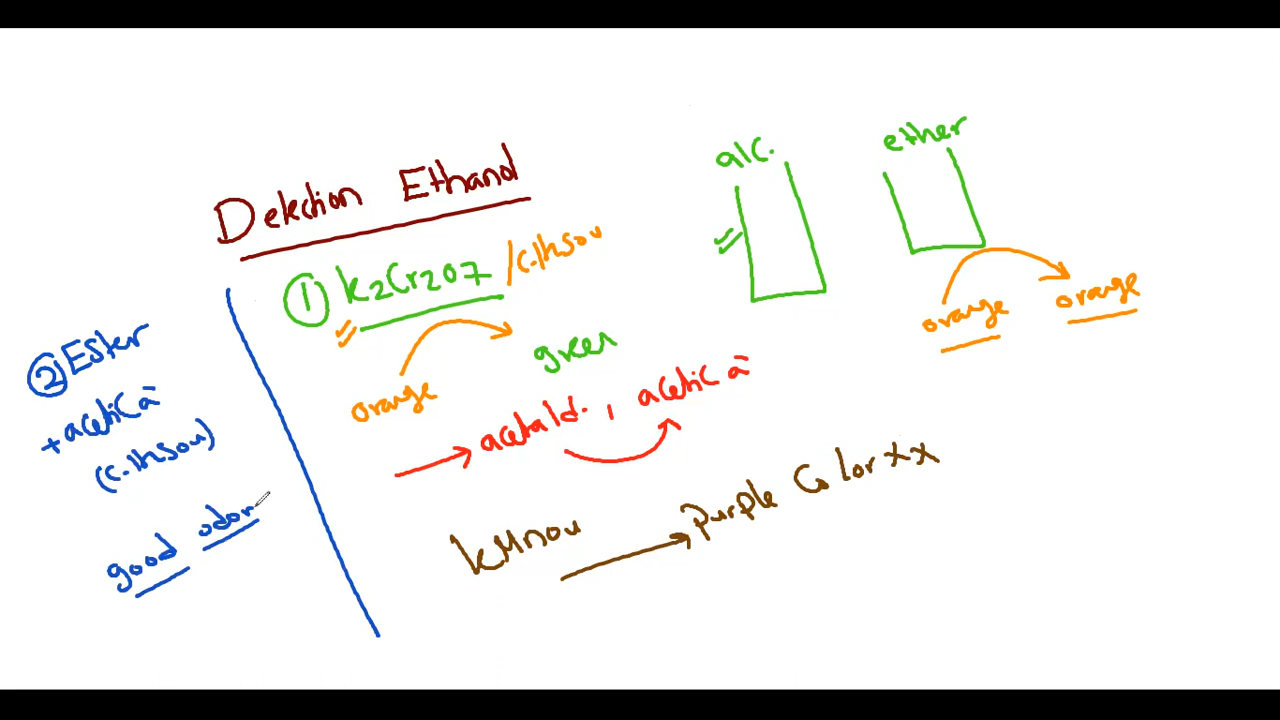 Detection Ethanol
① K2Cr2O7 / C.H2SO4
orange → green
→ acetald. , acetic a
KMnO4 → Purple Color xx
alc.
ether
orange → orange
② Ester
+ acetic a
(C.H2SO4)
good odor